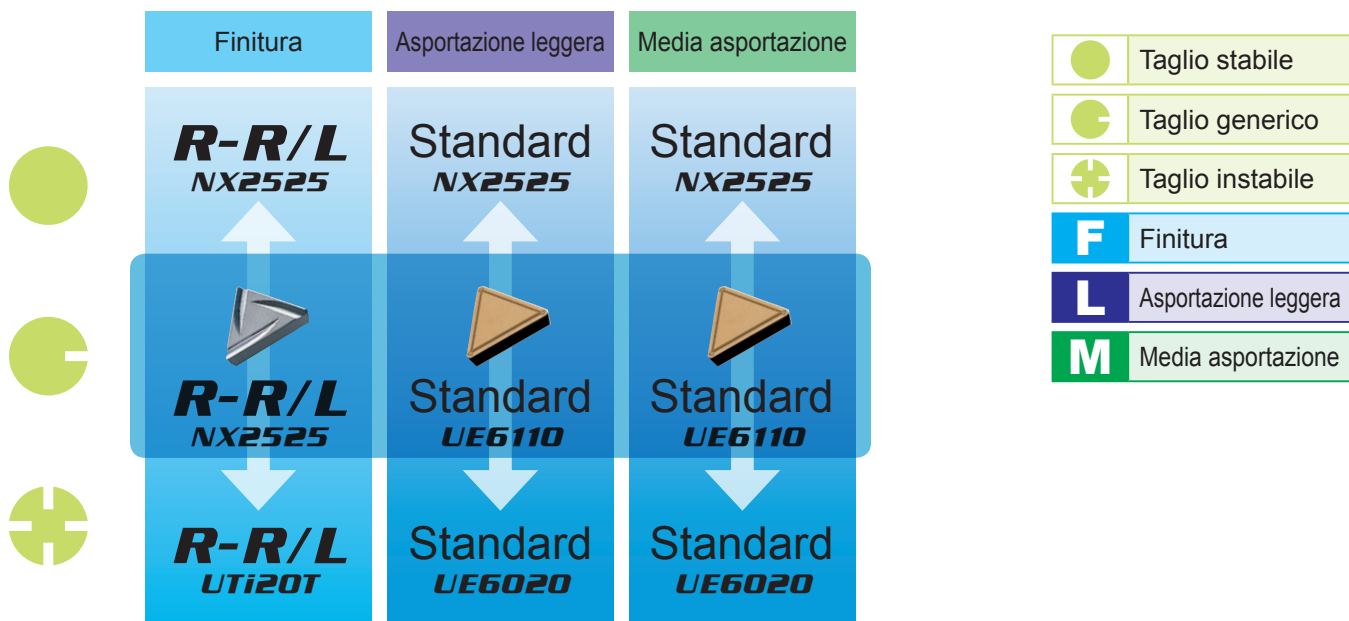 Finitura
Asportazione leggera
Media asportazione
R-R/L
NX2525
Standard
NX2525
Standard
NX2525
R-R/L
NX2525
Standard
UE6110
Standard
UE6110
R-R/L
UTi20T
Standard
UE6020
Standard
UE6020
Taglio stabile
Taglio generico
Taglio instabile
F Finitura
L Asportazione leggera
M Media asportazione